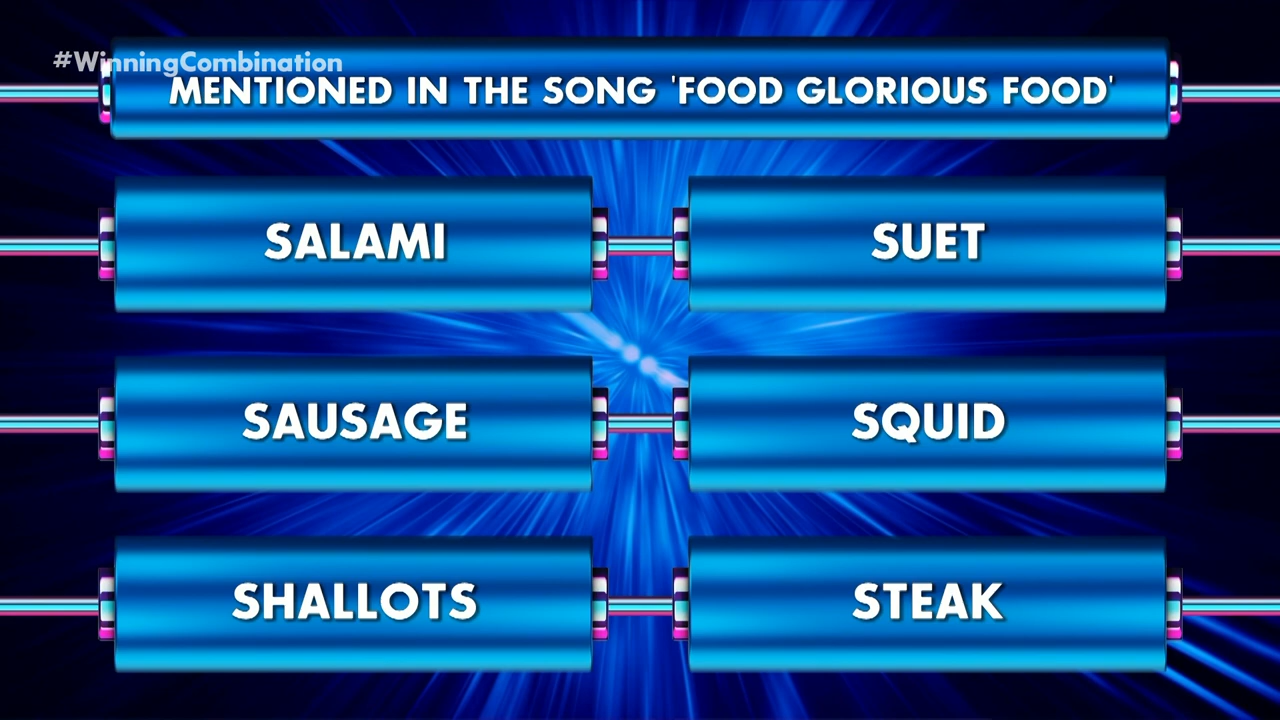 #WinningCombination
MENTIONED IN THE SONG 'FOOD GLORIOUS FOOD'
SALAMI
SUET
SAUSAGE
SQUID
SHALLOTS
STEAK